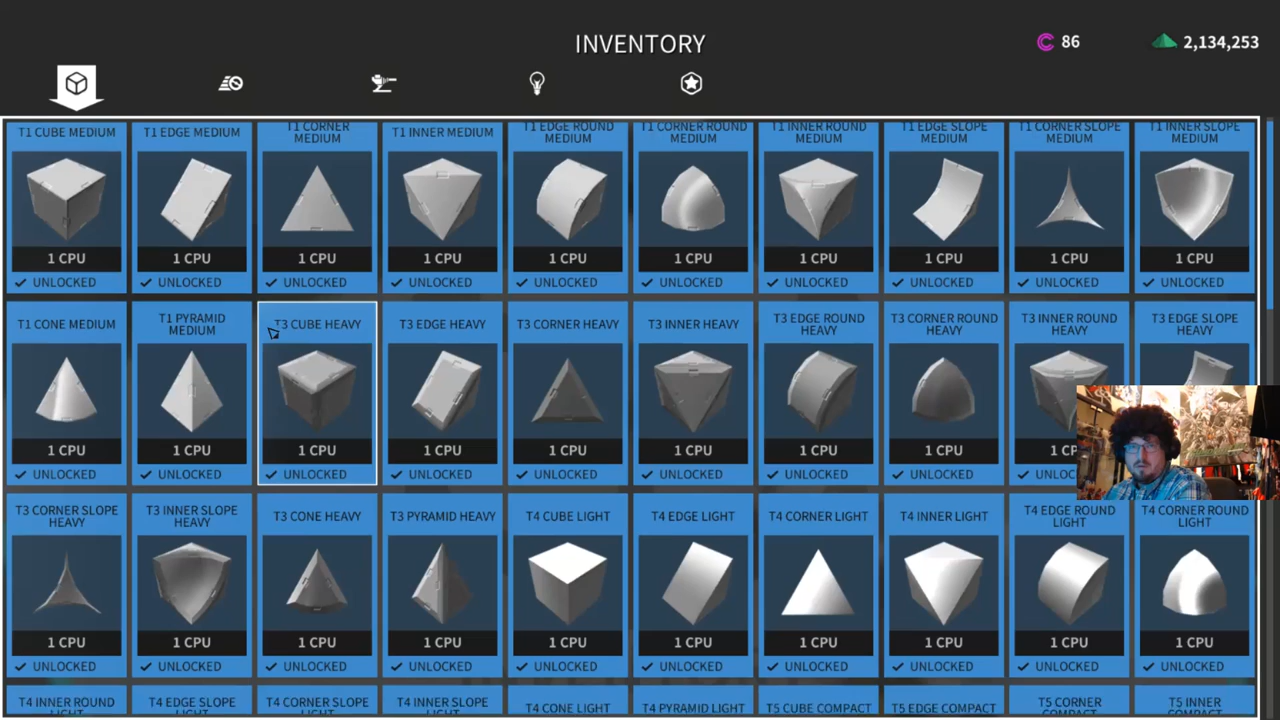 INVENTORY
86
2,134,253
T1 CUBE MEDIUM
T1 EDGE MEDIUM
T1 CORNER
MEDIUM
T1 INNER MEDIUM
T1 EDGE ROUND
MEDIUM
T1 CORNER ROUND
MEDIUM
T1 INNER ROUND
MEDIUM
T1 EDGE SLOPE
MEDIUM
T1 CORNER SLOPE
MEDIUM
T1 INNER SLOPE
MEDIUM
1 CPU
1 CPU
1 CPU
1 CPU
1 CPU
1 CPU
1 CPU
1 CPU
1 CPU
1 CPU
UNLOCKED
UNLOCKED
UNLOCKED
UNLOCKED
UNLOCKED
UNLOCKED
UNLOCKED
UNLOCKED
UNLOCKED
UNLOCKED
T1 CONE MEDIUM
T1 PYRAMID
MEDIUM
T3 CUBE HEAVY
T3 EDGE HEAVY
T3 CORNER HEAVY
T3 INNER HEAVY
T3 EDGE ROUND
HEAVY
T3 CORNER ROUND
HEAVY
T3 INNER ROUND
HEAVY
T3 EDGE SLOPE
HEAVY
1 CPU
1 CPU
1 CPU
1 CPU
1 CPU
1 CPU
1 CPU
1 CPU
1 CP
UNLOCKED
UNLOCKED
UNLOCKED
UNLOCKED
UNLOCKED
UNLOCKED
UNLOCKED
UNLOCKED
T3 CORNER SLOPE
HEAVY
T3 INNER SLOPE
HEAVY
T3 CONE HEAVY
T3 PYRAMID HEAVY
T4 CUBE LIGHT
T4 EDGE LIGHT
T4 CORNER LIGHT
T4 INNER LIGHT
T4 EDGE ROUND
LIGHT
T4 CORNER ROUND
LIGHT
1 CPU
1 CPU
1 CPU
1 CPU
1 CPU
1 CPU
1 CPU
1 CPU
1 CPU
1 CPU
UNLOCKED
UNLOCKED
UNLOCKED
UNLOCKED
UNLOCKED
UNLOCKED
UNLOCKED
UNLOCKED
UNLOCKED
UNLOCKED
T4 INNER ROUND
LIGHT
T4 EDGE SLOPE
LIGHT
T4 CORNER SLOPE
LIGHT
T4 INNER SLOPE
LIGHT
T4 CONE LIGHT
T4 PYRAMID LIGHT
T5 CUBE COMPACT
T5 EDGE COMPACT
T5 CORNER
COMPACT
T5 INNER
COMPACT